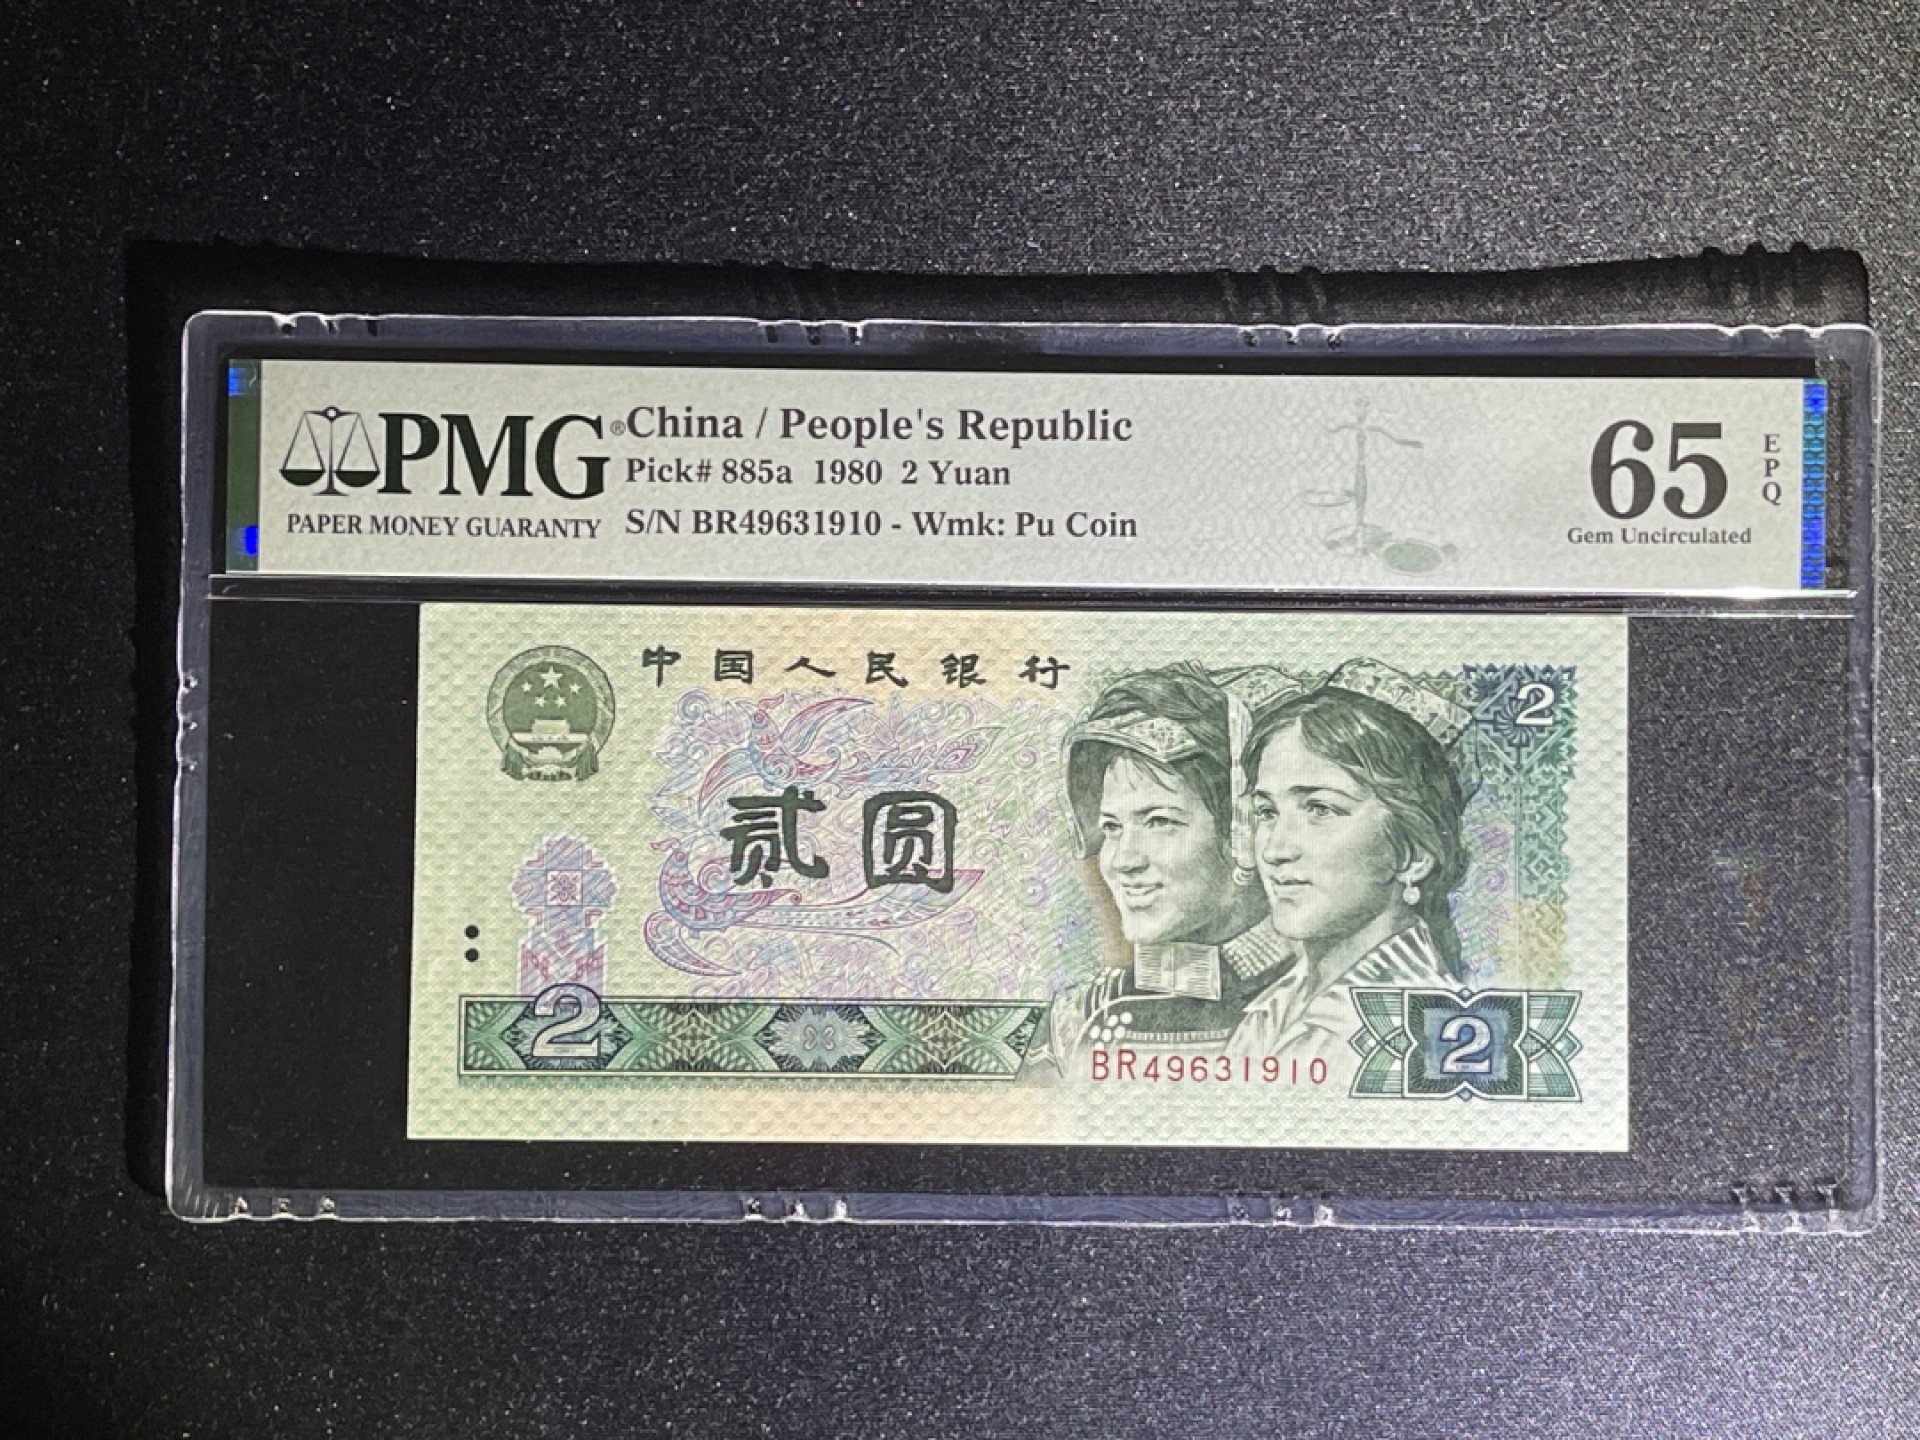 PMG®
PAPER MONEY GUARANTY
China / People's Republic
Pick# 885a 1980 2 Yuan
S/N BR49631910 - Wmk: Pu Coin
65
EPQ
Gem Uncirculated
中国人民银行
2
贰圆
2
BR49631910
2